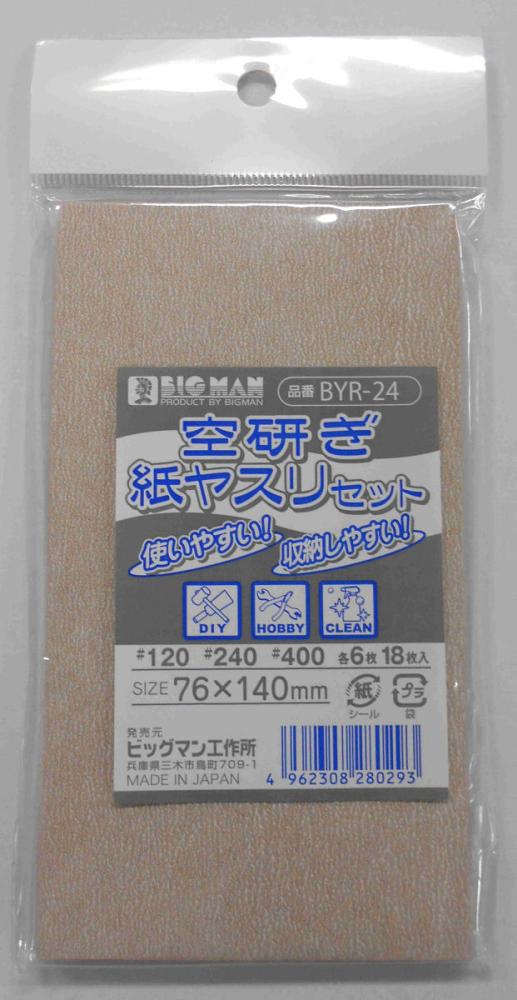 BIG MAN
PRODUCT BY BIGMAN
品番 BYR-24
空研ぎ
紙ヤスリセット
使いやすい! 収納しやすい!
DIY HOBBY CLEAN
#120 #240 #400 各6枚18枚入
SIZE 76×140mm
紙 シール
プラ 袋
発売元
ビッグマン工作所
兵庫県三木市鳥町709-1
MADE IN JAPAN
4 962308 280293